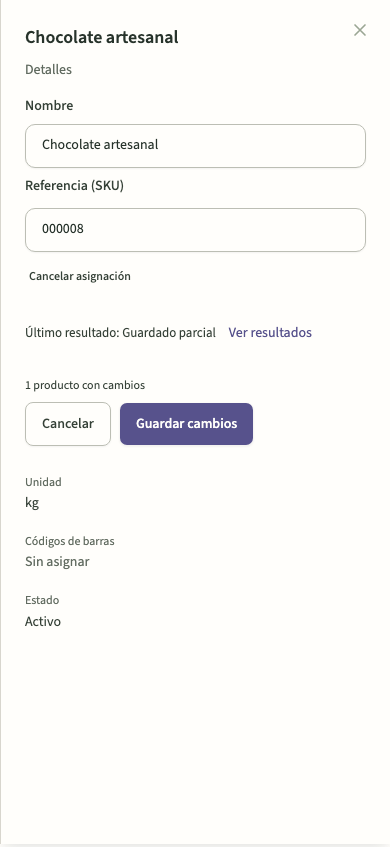 Chocolate artesanal
Detalles
Nombre
Chocolate artesanal
Referencia (SKU)
000008
Cancelar asignación
Último resultado: Guardado parcial Ver resultados
1 producto con cambios
Cancelar Guardar cambios
Unidad
kg
Códigos de barras
Sin asignar
Estado
Activo